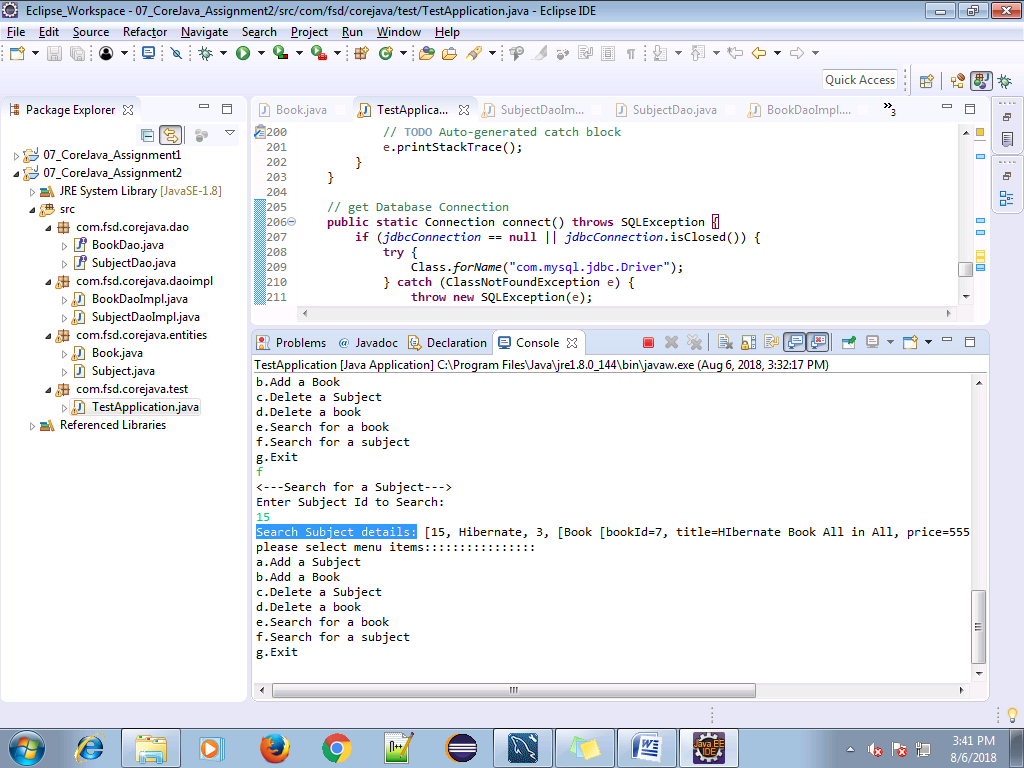 Eclipse_Workspace - 07_CoreJava_Assignment2/src/com/fsd/corejava/test/TestApplication.java - Eclipse IDE
File Edit Source Refactor Navigate Search Project Run Window Help
Quick Access
Package Explorer
07_CoreJava_Assignment1
07_CoreJava_Assignment2
JRE System Library [JavaSE-1.8]
src
com.fsd.corejava.dao
BookDao.java
SubjectDao.java
com.fsd.corejava.daoimpl
BookDaoImpl.java
SubjectDaoImpl.java
com.fsd.corejava.entities
Book.java
Subject.java
com.fsd.corejava.test
TestApplication.java
Referenced Libraries
Book.java TestApplica... SubjectDaoIm... SubjectDao.java BookDaoImpl.... »3
200 // TODO Auto-generated catch block
201 e.printStackTrace();
202 }
203 }
204
205 // get Database Connection
206 public static Connection connect() throws SQLException {
207 if (jdbcConnection == null || jdbcConnection.isClosed()) {
208 try {
209 Class.forName("com.mysql.jdbc.Driver");
210 } catch (ClassNotFoundException e) {
211 throw new SQLException(e);
Problems @ Javadoc Declaration Console
TestApplication [Java Application] C:\Program Files\Java\jre1.8.0_144\bin\javaw.exe (Aug 6, 2018, 3:32:17 PM)
b.Add a Book
c.Delete a Subject
d.Delete a book
e.Search for a book
f.Search for a subject
g.Exit
f
<---Search for a Subject--->
Enter Subject Id to Search:
15
Search Subject details: [15, Hibernate, 3, [Book [bookId=7, title=HIbernate Book All in All, price=555
please select menu items::::::::::::::::
a.Add a Subject
b.Add a Book
c.Delete a Subject
d.Delete a book
e.Search for a book
f.Search for a subject
g.Exit
Java EE
IDE
3:41 PM
8/6/2018